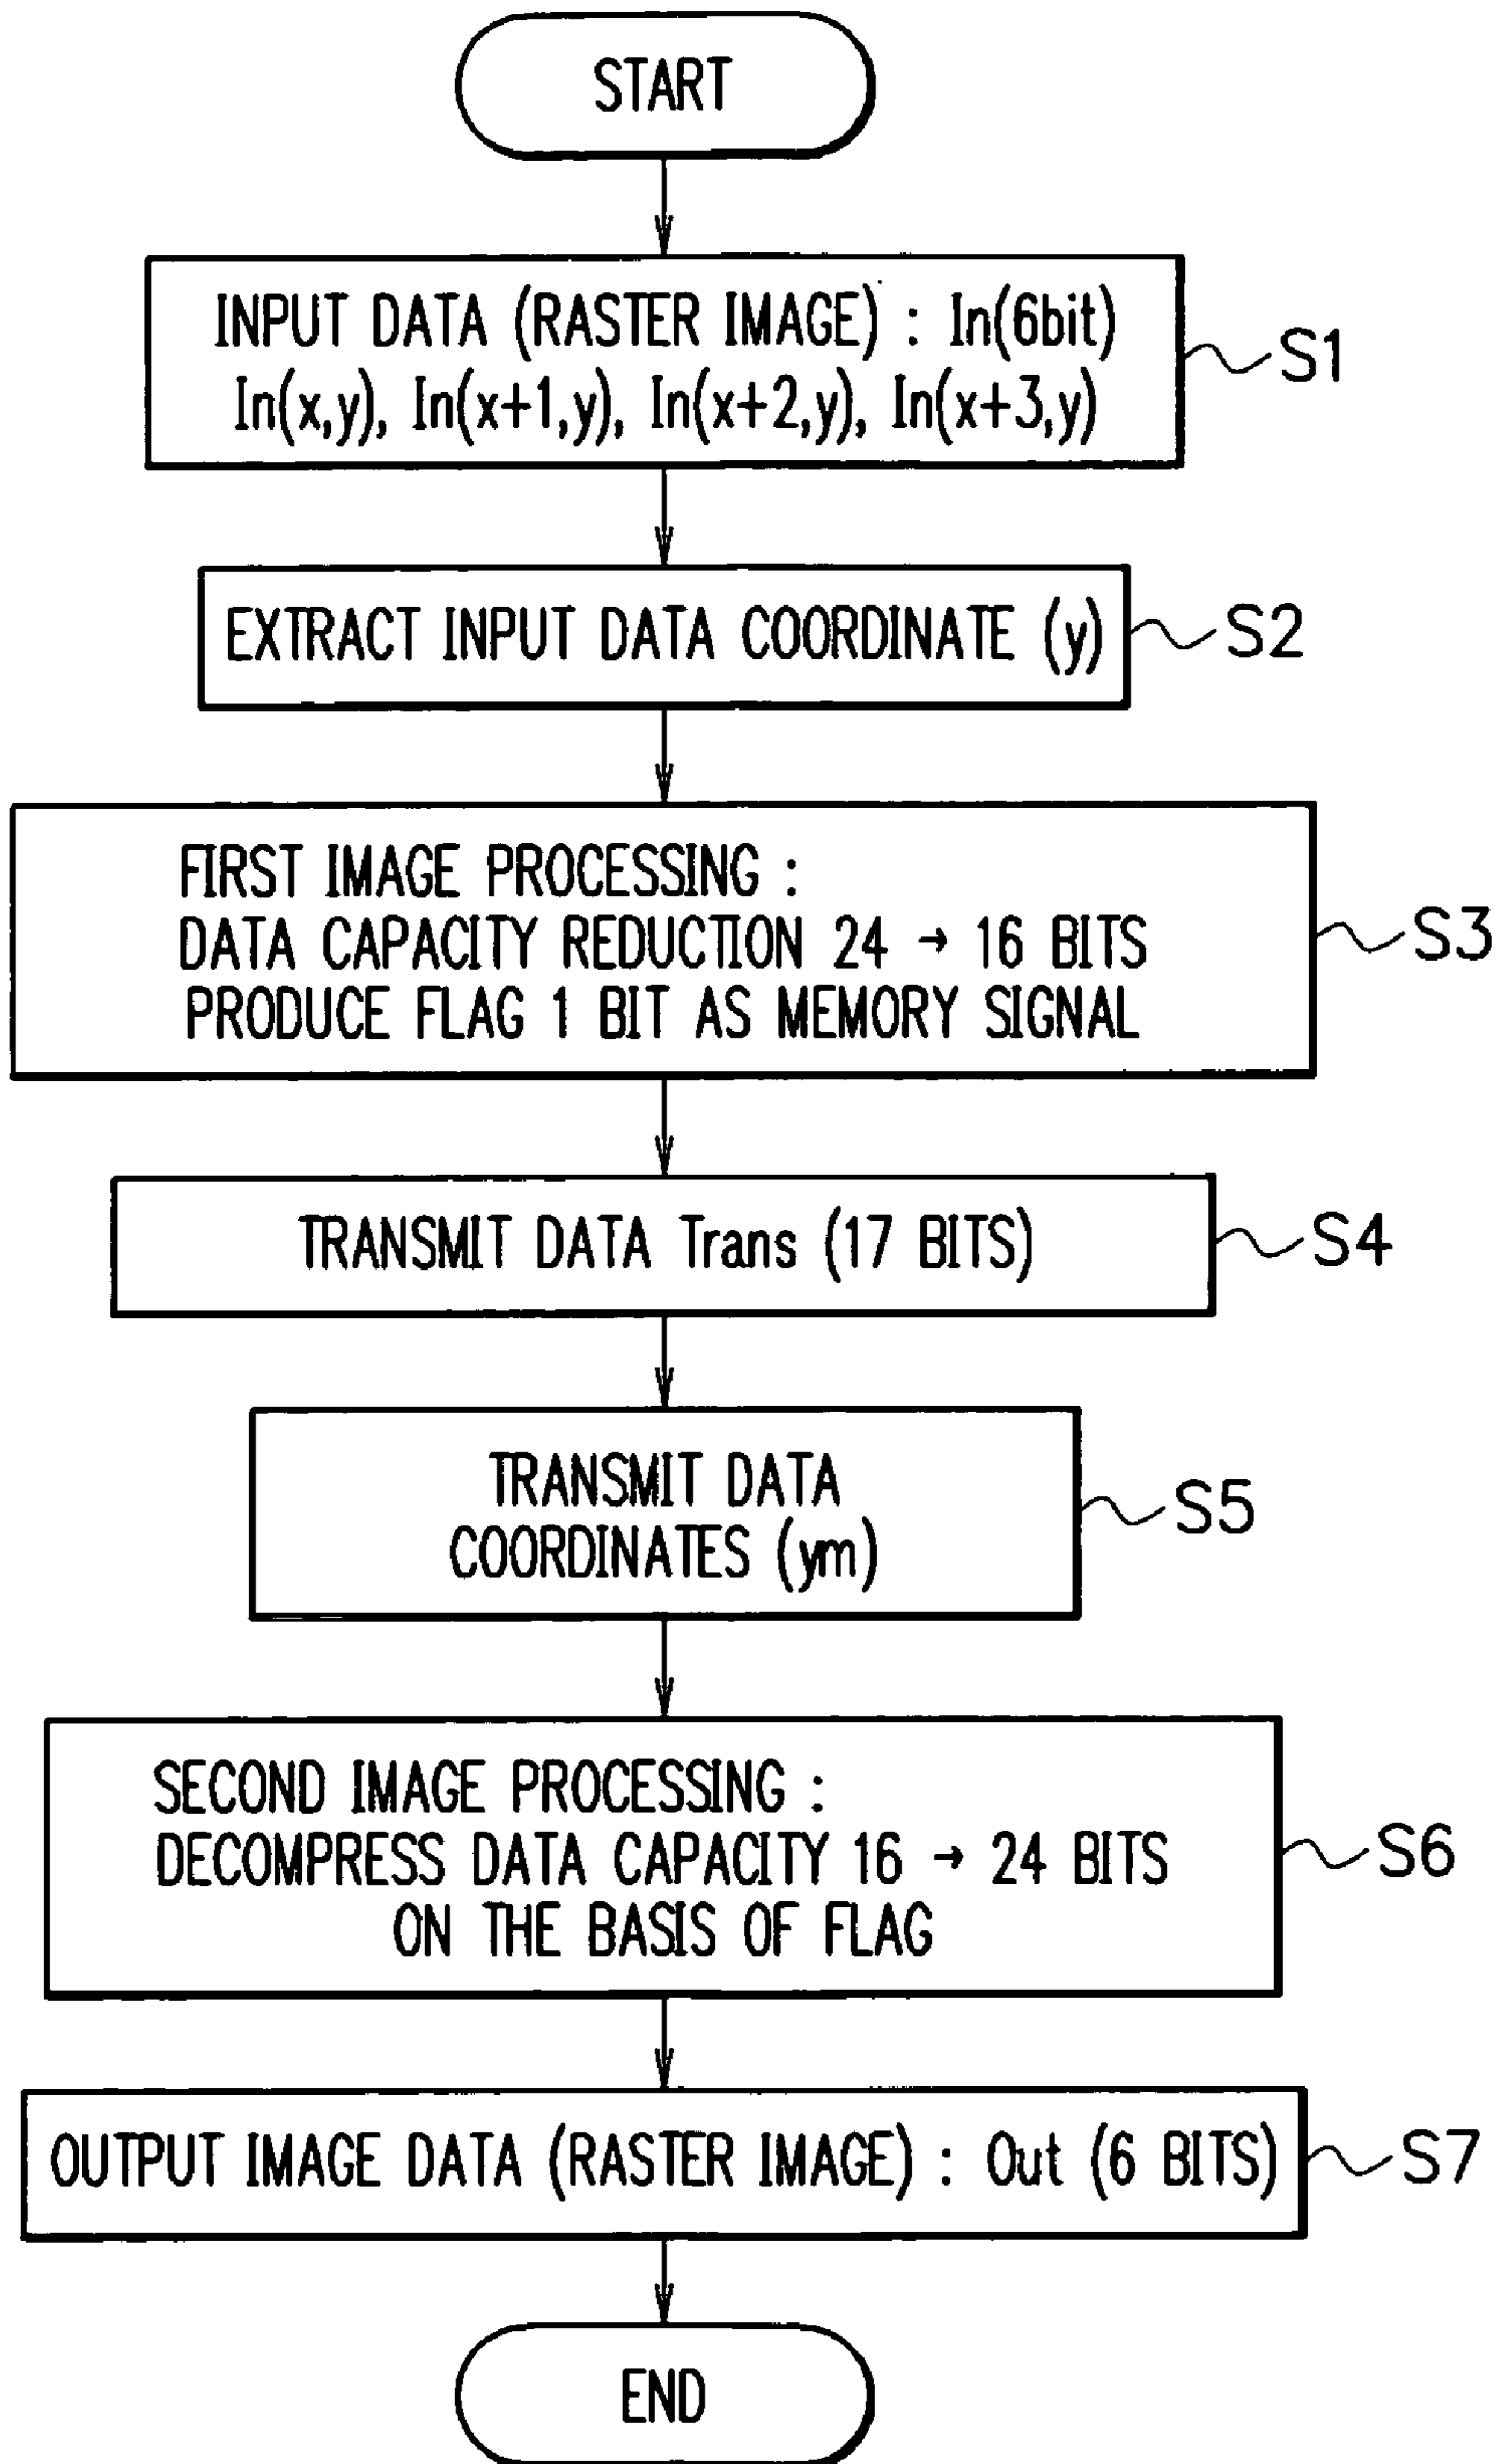 START
INPUT DATA (RASTER IMAGE) : In(6bit)
In(x,y), In(x+1,y), In(x+2,y), In(x+3,y)
S1
EXTRACT INPUT DATA COORDINATE (y)
S2
FIRST IMAGE PROCESSING :
DATA CAPACITY REDUCTION 24 → 16 BITS
PRODUCE FLAG 1 BIT AS MEMORY SIGNAL
S3
TRANSMIT DATA Trans (17 BITS)
S4
TRANSMIT DATA
COORDINATES (ym)
S5
SECOND IMAGE PROCESSING :
DECOMPRESS DATA CAPACITY 16 → 24 BITS
ON THE BASIS OF FLAG
S6
OUTPUT IMAGE DATA (RASTER IMAGE) : Out (6 BITS)
S7
END